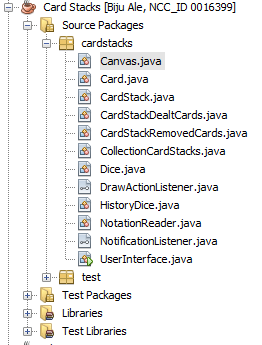 Card Stacks [Biju Ale, NCC_ID 0016399]
Source Packages
cardstacks
Canvas.java
Card.java
CardStack.java
CardStackDealtCards.java
CardStackRemovedCards.java
CollectionCardStacks.java
Dice.java
DrawActionListener.java
HistoryDice.java
NotationReader.java
NotificationListener.java
UserInterface.java
test
Test Packages
Libraries
Test Libraries